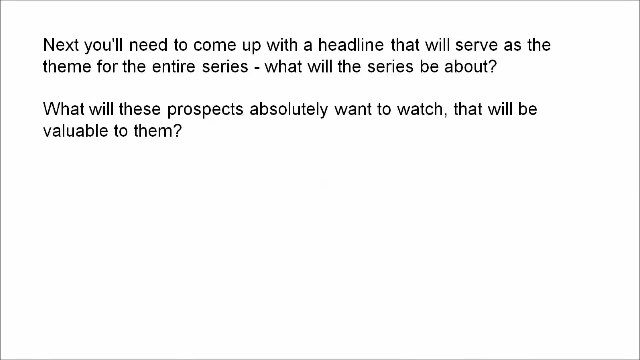 Next you'll need to come up with a headline that will serve as the
theme for the entire series - what will the series be about?
What will these prospects absolutely want to watch, that will be
valuable to them?